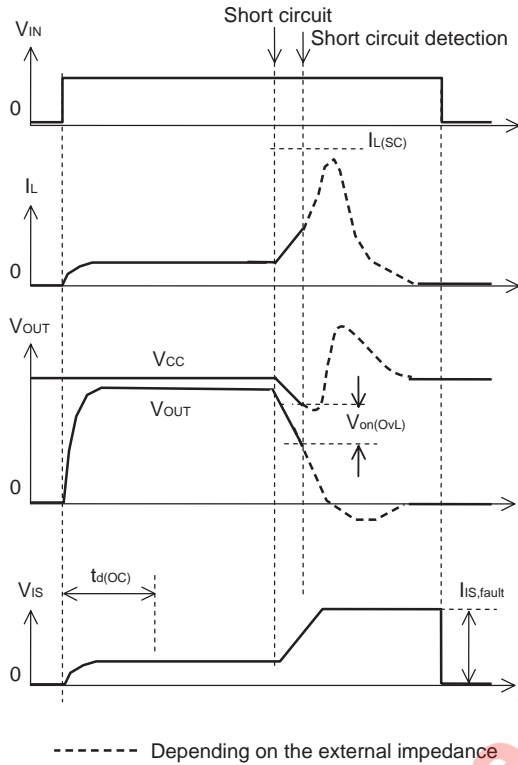 Short circuit
VIN
Short circuit detection
0
IL(SC)
IL
0
VOUT
VCC
VOUT
Von(OvL)
0
td(OC)
VIS
IIS,fault
0
Depending on the external impedance